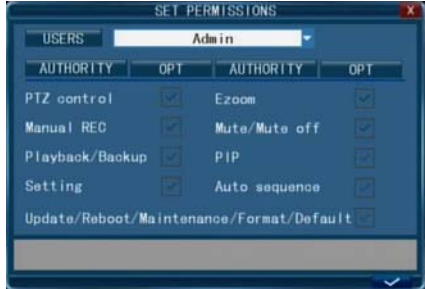 SET PERMISSIONS X
USERS Admin
AUTHORITY OPT AUTHORITY OPT
PTZ control Ezoom
Manual REC Mute/Mute off
Playback/Backup PIP
Setting Auto sequence
Update/Reboot/Maintenance/Format/Default